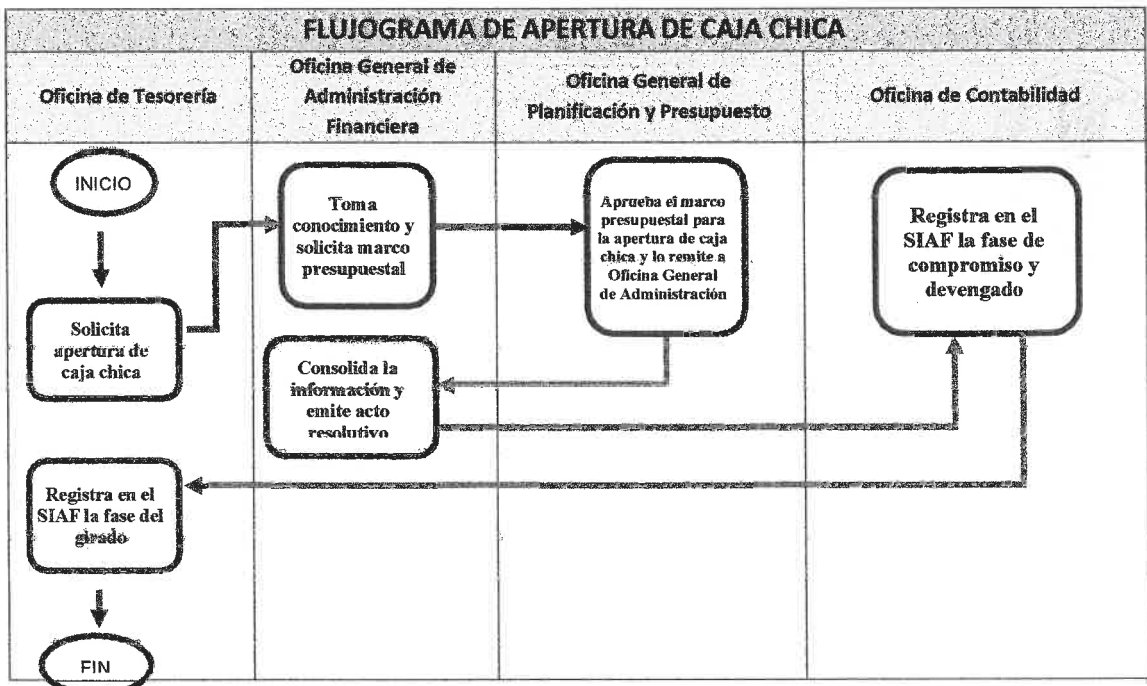 FLUJOGRAMA DE APERTURA DE CAJA CHICA
Oficina de Tesorería
Oficina General de
Administración
Financiera
Oficina General de
Planificación y Presupuesto
Oficina de Contabilidad
INICIO
Solicita
apertura de
caja chica
Toma
conocimiento y
solicita marco
presupuestal
Aprueba el marco
presupuestal para
la apertura de caja
chica y lo remite a
Oficina General
de Administración
Consolida la
información y
emite acto
resolutivo
Registra en el
SIAF la fase de
compromiso y
devengado
Registra en el
SIAF la fase del
girado
FIN